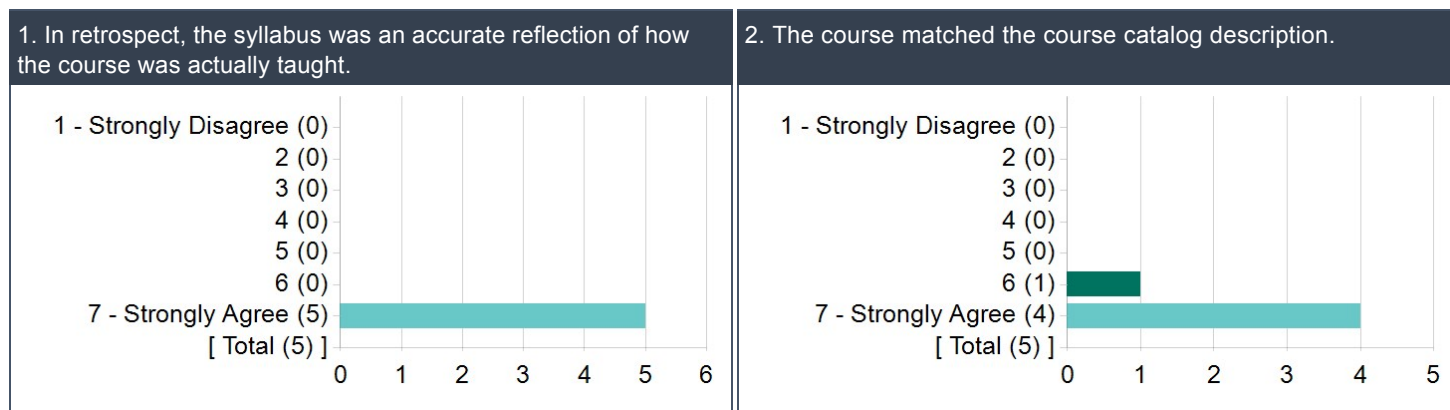 1. In retrospect, the syllabus was an accurate reflection of how
the course was actually taught.
1 - Strongly Disagree (0)
2 (0)
3 (0)
4 (0)
5 (0)
6 (0)
7 - Strongly Agree (5)
[ Total (5) ]
0 1 2 3 4 5 6
2. The course matched the course catalog description.
1 - Strongly Disagree (0)
2 (0)
3 (0)
4 (0)
5 (0)
6 (1)
7 - Strongly Agree (4)
[ Total (5) ]
0 1 2 3 4 5